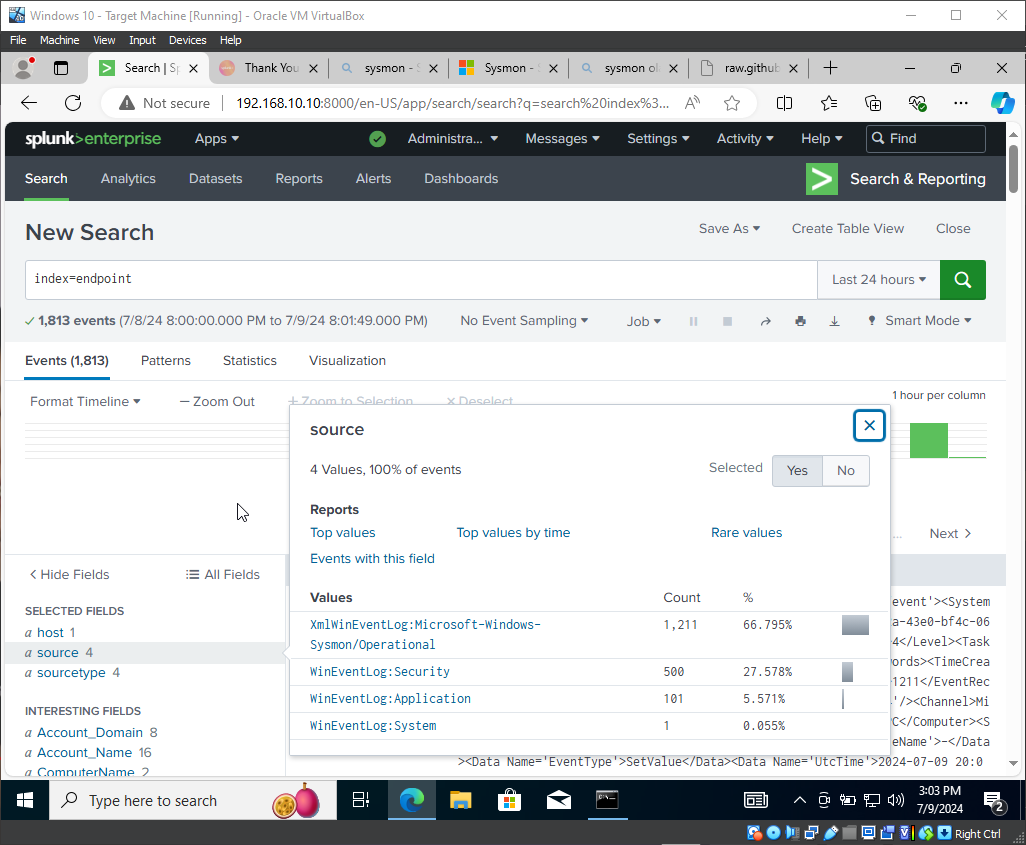 Windows 10 - Target Machine [Running] - Oracle VM VirtualBox
File Machine View Input Devices Help
Search | Sp Thank You sysmon - S Sysmon - S sysmon ol raw.github
Not secure 192.168.10.10:8000/en-US/app/search/search?q=search%20index%3...
splunk>enterprise Apps Administra... Messages Settings Activity Help Find
Search Analytics Datasets Reports Alerts Dashboards Search & Reporting
New Search Save As Create Table View Close
index=endpoint Last 24 hours
1,813 events (7/8/24 8:00:00.000 PM to 7/9/24 8:01:49.000 PM) No Event Sampling Job Smart Mode
Events (1,813) Patterns Statistics Visualization
Format Timeline — Zoom Out + Zoom to Selection × Deselect 1 hour per column
source
4 Values, 100% of events Selected Yes No
Reports
Top values Top values by time Rare values
Events with this field
... Next
Values Count %
XmlWinEventLog:Microsoft-Windows-
Sysmon/Operational 1,211 66.795%
WinEventLog:Security 500 27.578%
WinEventLog:Application 101 5.571%
WinEventLog:System 1 0.055%
Hide Fields All Fields
SELECTED FIELDS
a host 1
a source 4
a sourcetype 4
INTERESTING FIELDS
a Account_Domain 8
a Account_Name 16
a ComputerName 2
event'><System
a-43e0-bf4c-06
4</Level><Task
ords><TimeCrea
1211</EventRec
'/><Channel>Mi
C</Computer><S
eName'>-</Data
><Data Name='EventType'>SetValue</Data><Data Name='UtcTime'>2024-07-09 20:0
Type here to search
3:03 PM
7/9/2024
2
Right Ctrl